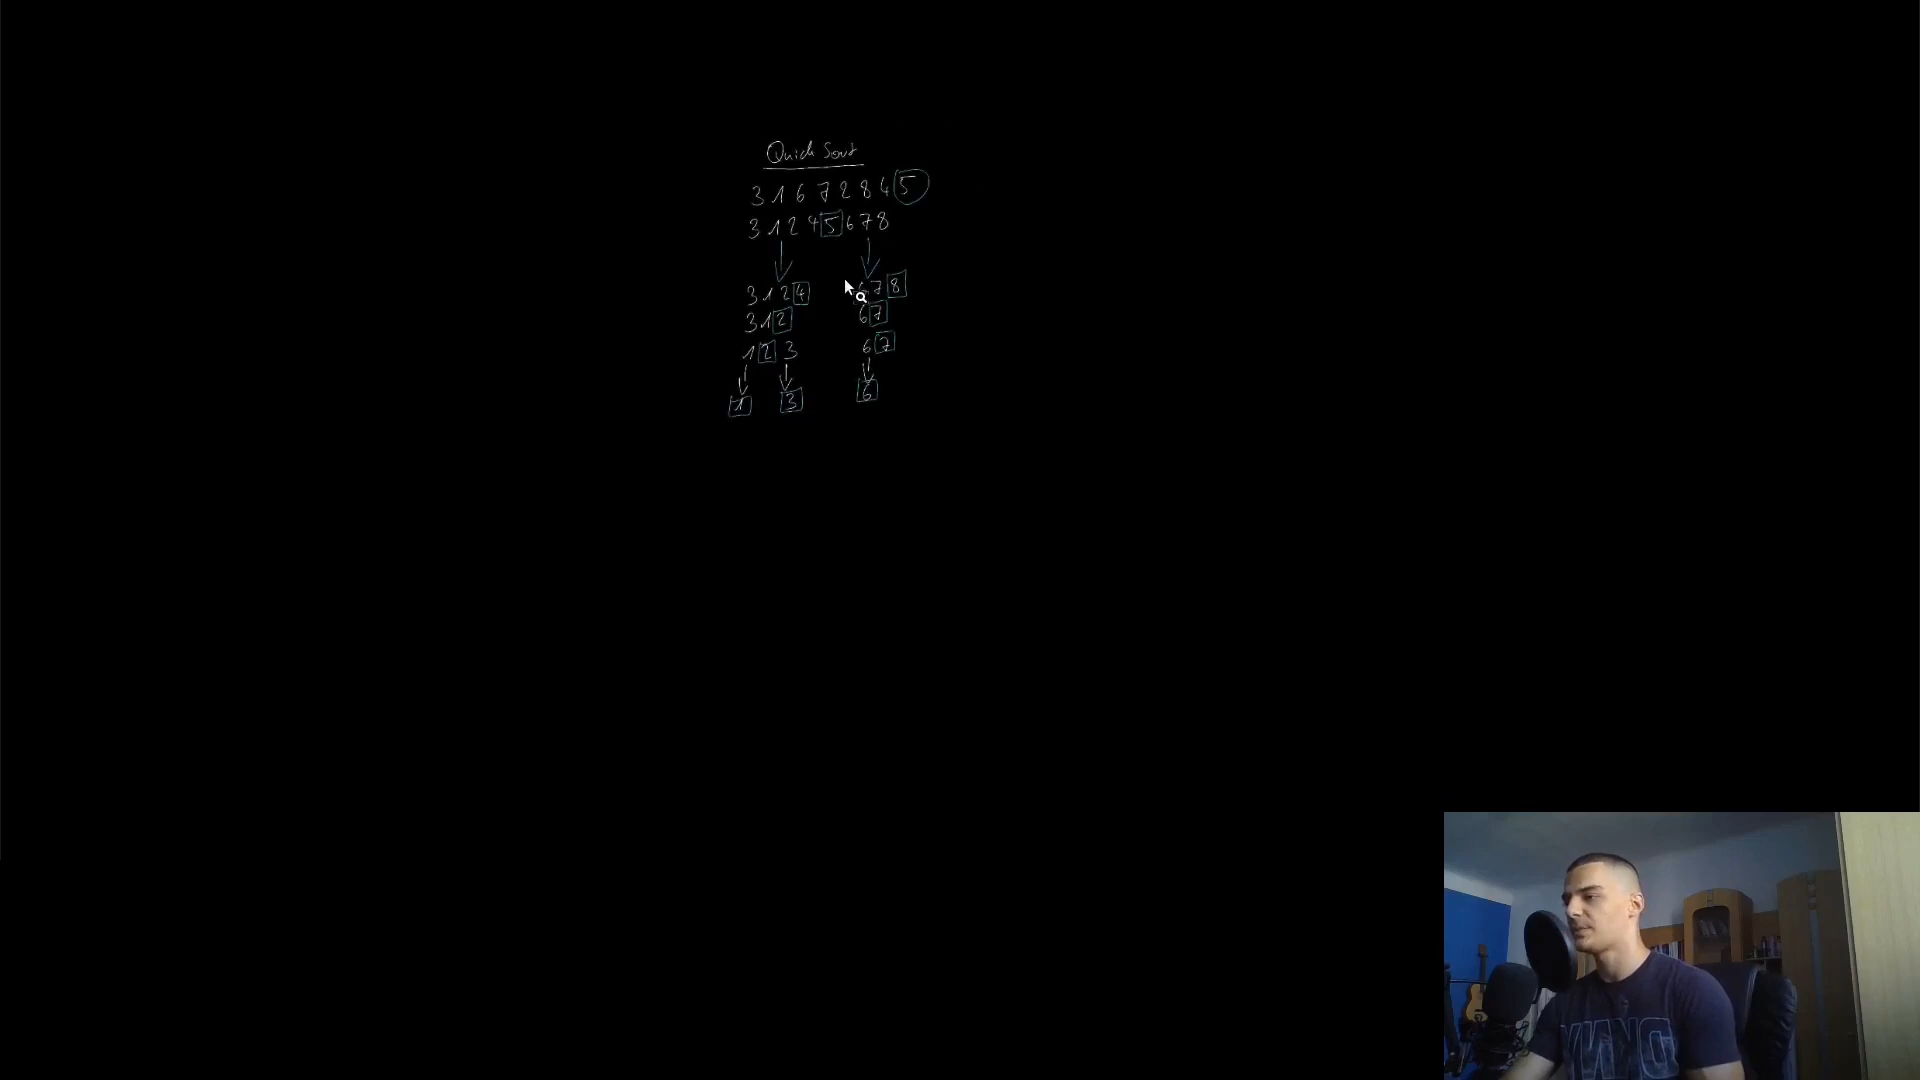 Quick Sort
3 1 6 7 2 8 4 5
3 1 2 4 5 6 7 8
3 1 2 4 6 7 8
3 1 2 6 7
1 2 3 6 7
1 3 6